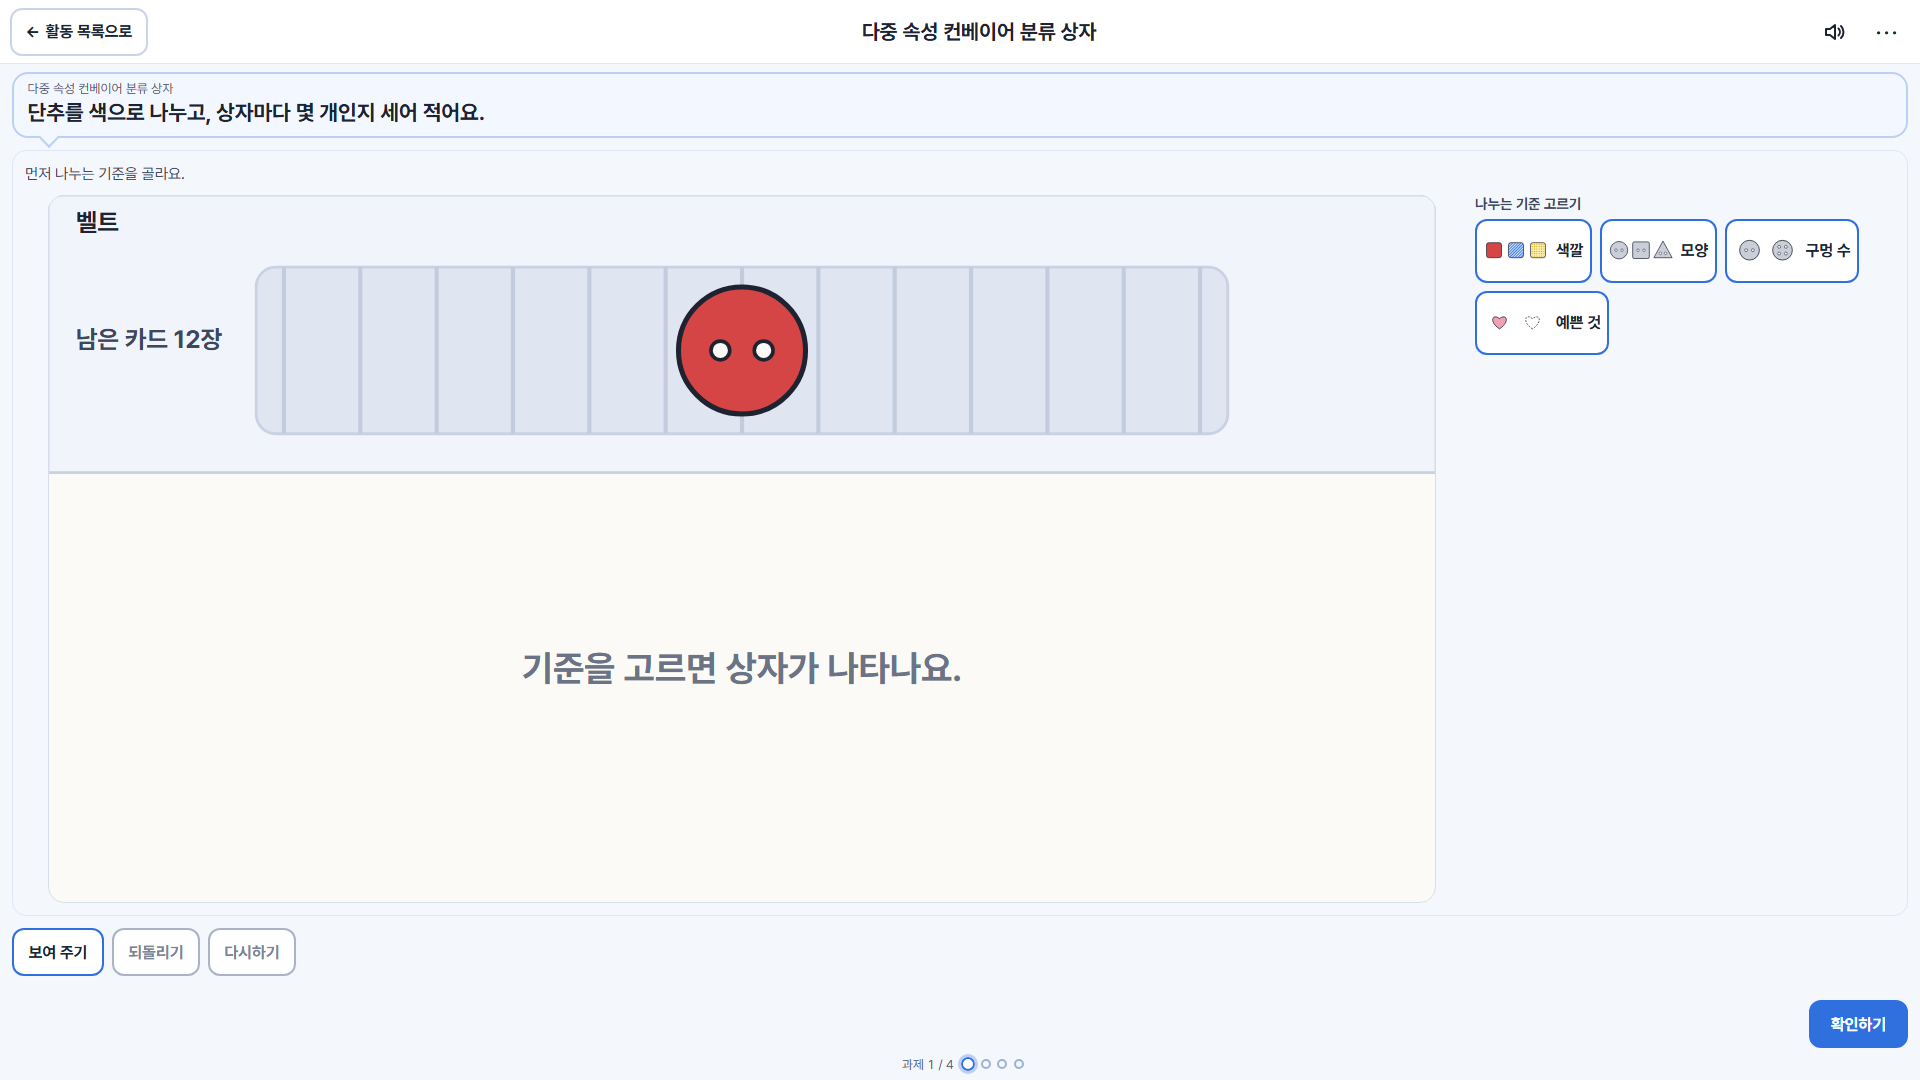 ← 활동 목록으로
다중 속성 컨베이어 분류 상자
다중 속성 컨베이어 분류 상자
단추를 색으로 나누고, 상자마다 몇 개인지 세어 적어요.
먼저 나누는 기준을 골라요.
벨트
남은 카드 12장
기준을 고르면 상자가 나타나요.
나누는 기준 고르기
색깔
모양
구멍 수
예쁜 것
보여 주기
되돌리기
다시하기
확인하기
과제 1 / 4